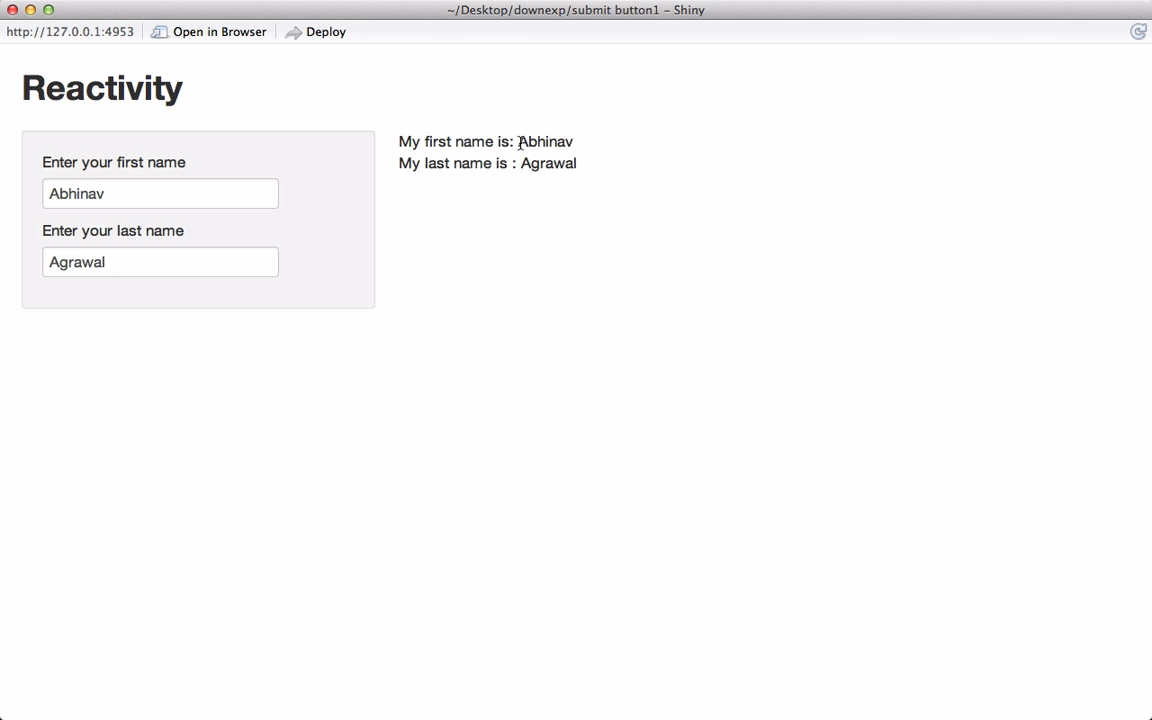 ~/Desktop/downexp/submit button1 – Shiny
http://127.0.0.1:4953 Open in Browser Deploy
Reactivity
Enter your first name
Abhinav
Enter your last name
Agrawal
My first name is: Abhinav
My last name is : Agrawal